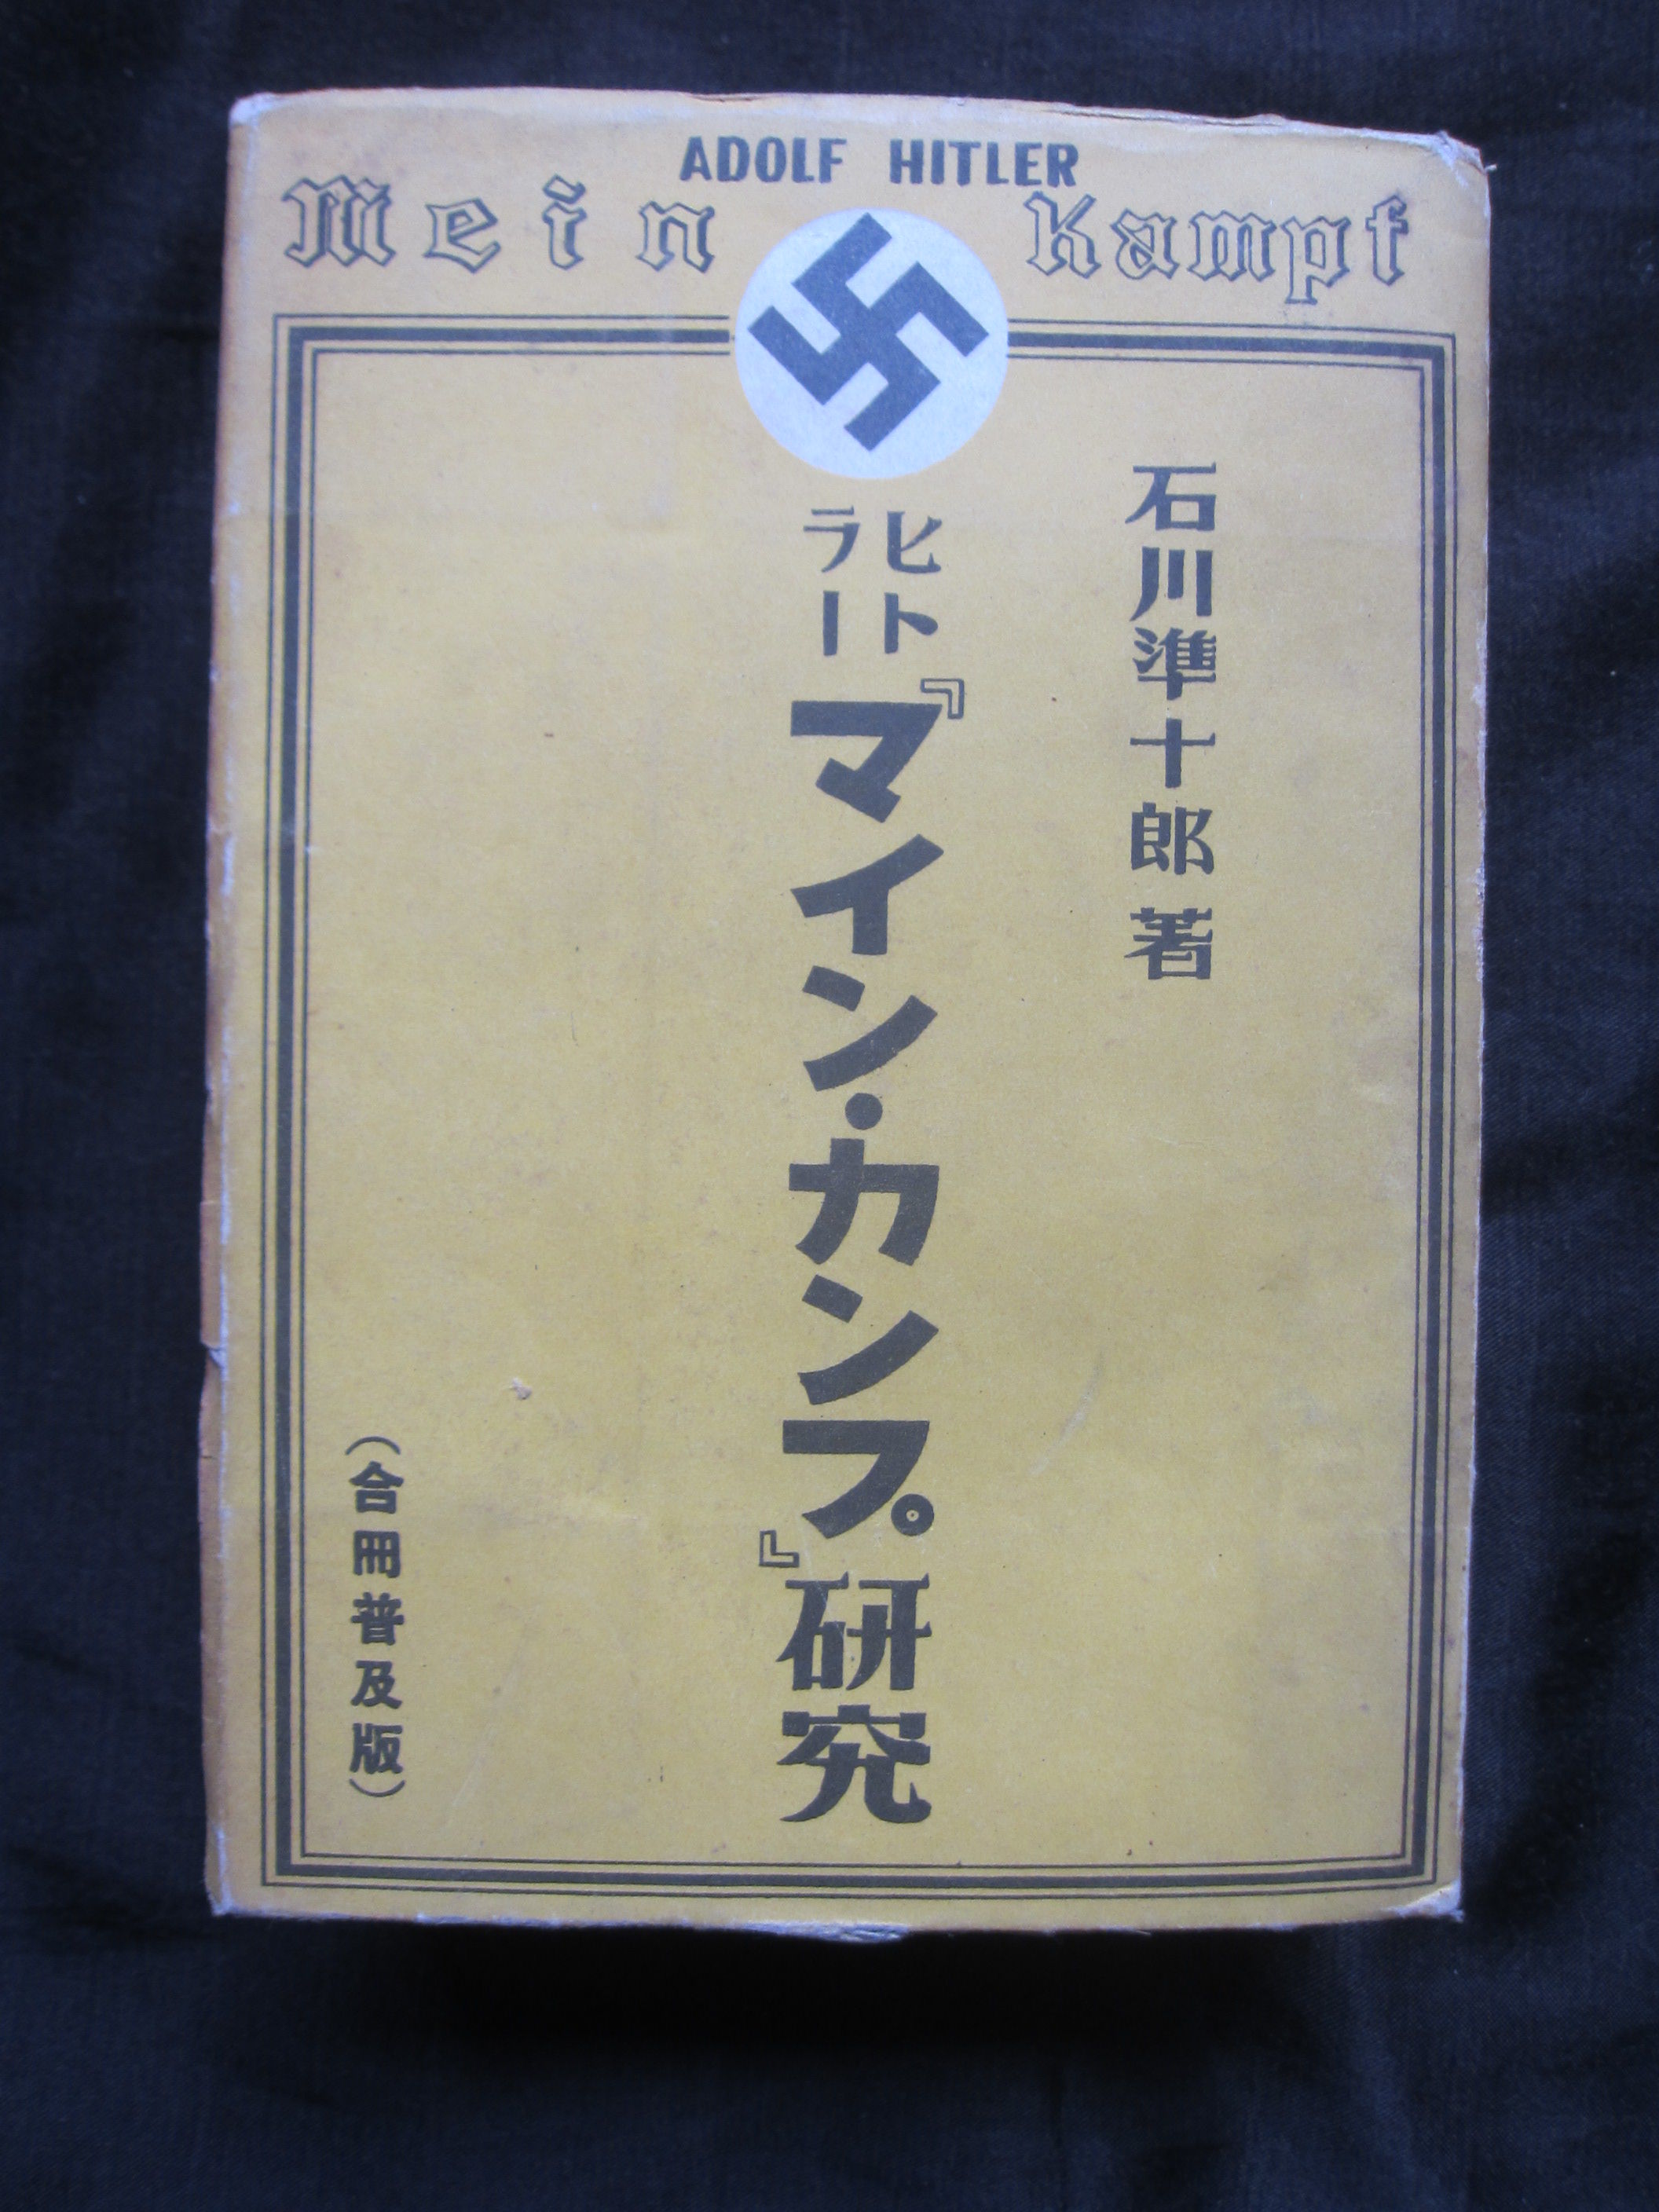 ADOLF HITLER
Mein Kampf
石川準十郎著
ヒトラー『マイン・カンプ』研究
（合冊普及版）